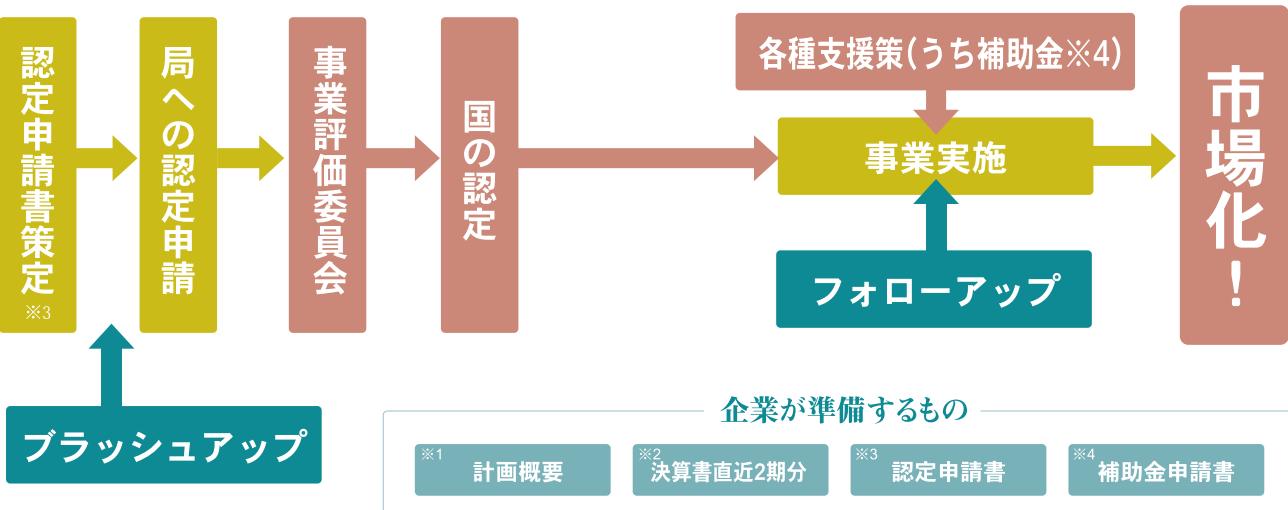 認定申請書策定
※3
局への認定申請
事業評価委員会
国の認定
各種支援策(うち補助金※4)
事業実施
フォローアップ
市場化！
ブラッシュアップ
企業が準備するもの
※1 計画概要
※2 決算書直近2期分
※3 認定申請書
※4 補助金申請書